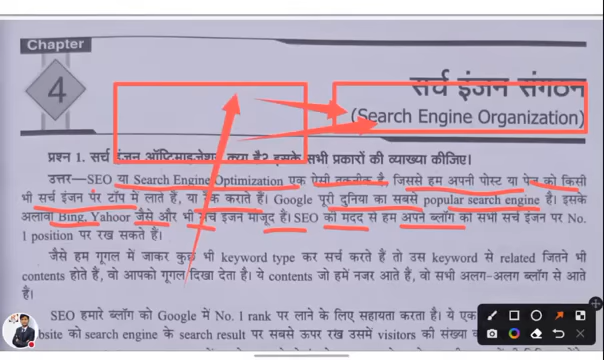 Chapter
4
सर्च इंजन संगठन
(Search Engine Organization)
प्रश्न 1. सर्च इंजन ऑप्टिमाइजेशन क्या है? इसके सभी प्रकारों की व्याख्या कीजिए।
उत्तर—SEO या Search Engine Optimization एक ऐसी तकनीक है, जिससे हम अपनी पोस्ट या पेज को किसी
भी सर्च इंजन पर टॉप में लाते हैं, या रैंक कराते हैं। Google पूरी दुनिया का सबसे popular search engine है। इसके
अलावा Bing, Yahoor जैसे और भी सर्च इंजन मौजूद हैं। SEO की मदद से हम अपने ब्लॉग को सभी सर्च इंजन पर No.
1 position पर रख सकते हैं।
जैसे हम गूगल में जाकर कुछ भी keyword type कर सर्च करते हैं तो उस keyword से related जितने भी
contents होते हैं, वो आपको गूगल दिखा देता है। ये contents जो हमें नजर आते हैं, वो सभी अलग-अलग ब्लॉग से आते
हैं।
SEO हमारे ब्लॉग को Google में No. 1 rank पर लाने के लिए सहायता करता है। ये एक
bsite को search engine के search result पर सबसे ऊपर रख उसमें visitors की संख्या